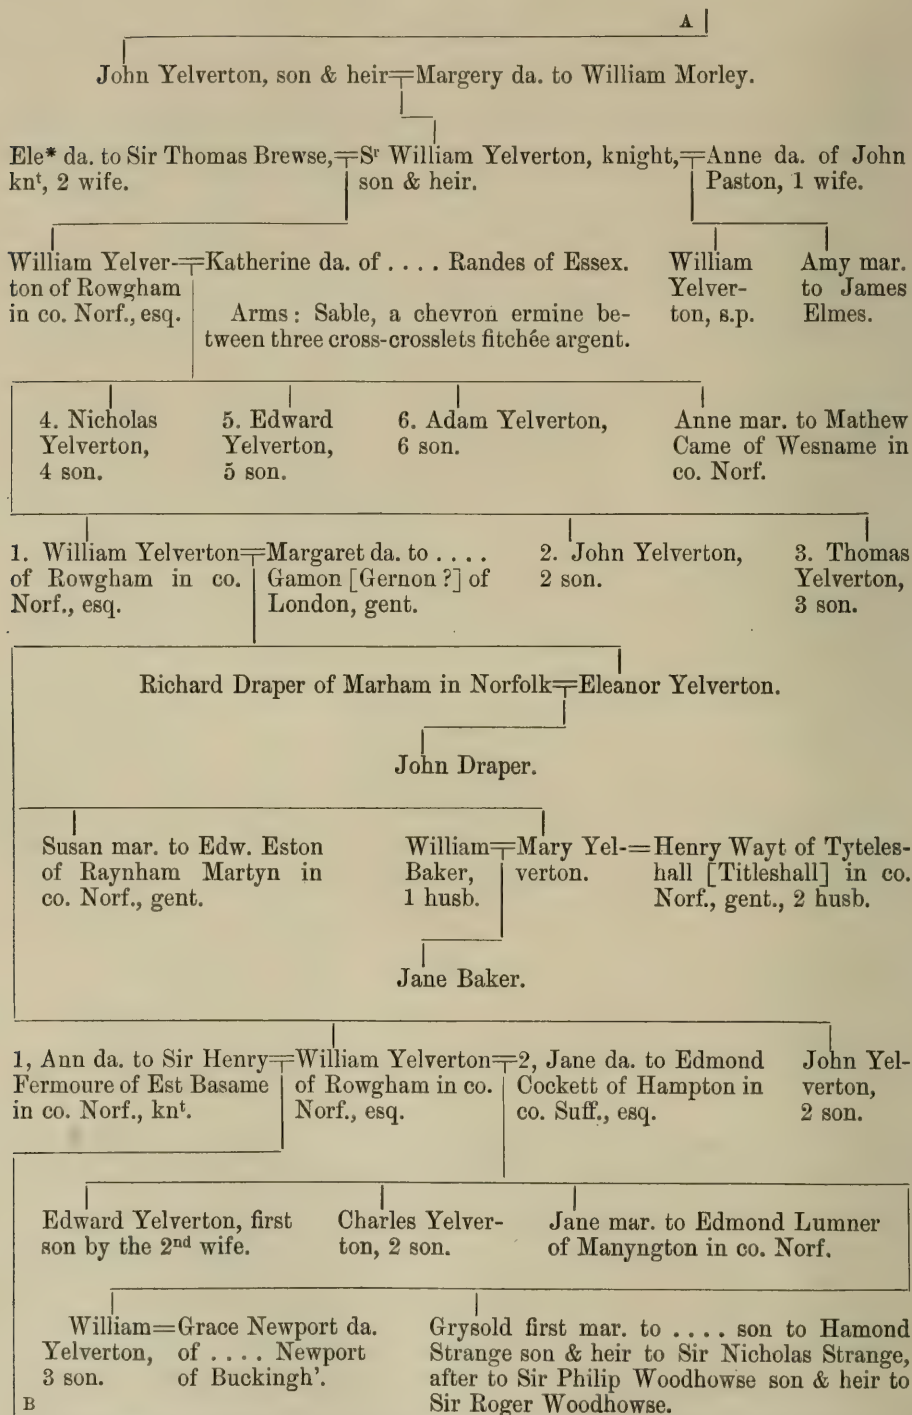 A
John Yelverton, son & heir Margery da. to William Morley.
Ele* da. to Sir Thomas Brewse, Sʳ William Yelverton, knight, Anne da. of John
knᵗ, 2 wife. son & heir. Paston, 1 wife.
William Yelver- Katherine da. of . . . . Randes of Essex. William Amy mar.
ton of Rowgham Yelver- to James
in co. Norf., esq. Arms: Sable, a chevron ermine be- ton, s.p. Elmes.
tween three cross-crosslets fitchée argent.
4. Nicholas 5. Edward 6. Adam Yelverton, Anne mar. to Mathew
Yelverton, Yelverton, 6 son. Came of Wesname in
4 son. 5 son. co. Norf.
1. William Yelverton Margaret da. to . . . . 2. John Yelverton, 3. Thomas
of Rowgham in co. Gamon [Gernon ?] of 2 son. Yelverton,
Norf., esq. London, gent. 3 son.
Richard Draper of Marham in Norfolk Eleanor Yelverton.
John Draper.
Susan mar. to Edw. Eston William Mary Yel- Henry Wayt of Tyteles-
of Raynham Martyn in Baker, verton. hall [Titleshall] in co.
co. Norf., gent. 1 husb. Norf., gent., 2 husb.
Jane Baker.
1, Ann da. to Sir Henry William Yelverton 2, Jane da. to Edmond John Yel-
Fermoure of Est Basame of Rowgham in co. Cockett of Hampton in verton,
in co. Norf., knᵗ. Norf., esq. co. Suff., esq. 2 son.
Edward Yelverton, first Charles Yelver- Jane mar. to Edmond Lumner
son by the 2ⁿᵈ wife. ton, 2 son. of Manyngton in co. Norf.
William Grace Newport da. Grysold first mar. to . . . . son to Hamond
Yelverton, of . . . . Newport Strange son & heir to Sir Nicholas Strange,
3 son. of Buckingh'. after to Sir Philip Woodhowse son & heir to
B Sir Roger Woodhowse.